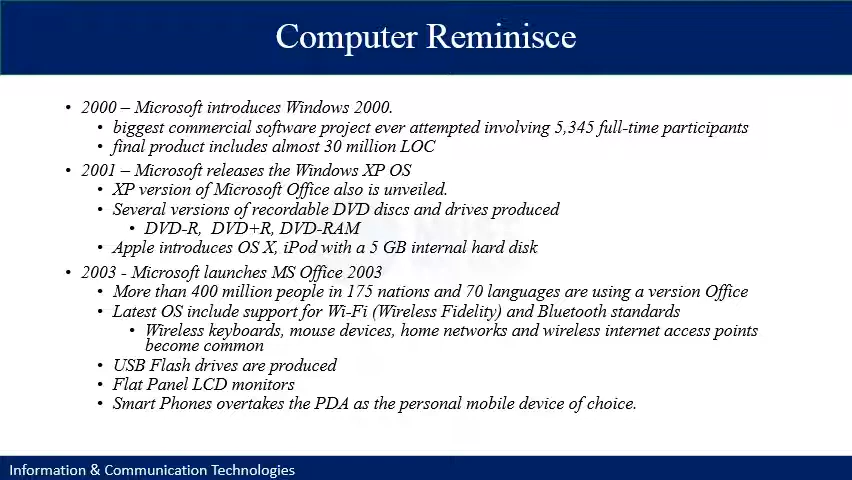 Computer Reminisce
• 2000 – Microsoft introduces Windows 2000.
• biggest commercial software project ever attempted involving 5,345 full-time participants
• final product includes almost 30 million LOC
• 2001 – Microsoft releases the Windows XP OS
• XP version of Microsoft Office also is unveiled.
• Several versions of recordable DVD discs and drives produced
• DVD-R, DVD+R, DVD-RAM
• Apple introduces OS X, iPod with a 5 GB internal hard disk
• 2003 - Microsoft launches MS Office 2003
• More than 400 million people in 175 nations and 70 languages are using a version Office
• Latest OS include support for Wi-Fi (Wireless Fidelity) and Bluetooth standards
• Wireless keyboards, mouse devices, home networks and wireless internet access points
become common
• USB Flash drives are produced
• Flat Panel LCD monitors
• Smart Phones overtakes the PDA as the personal mobile device of choice.
Information & Communication Technologies